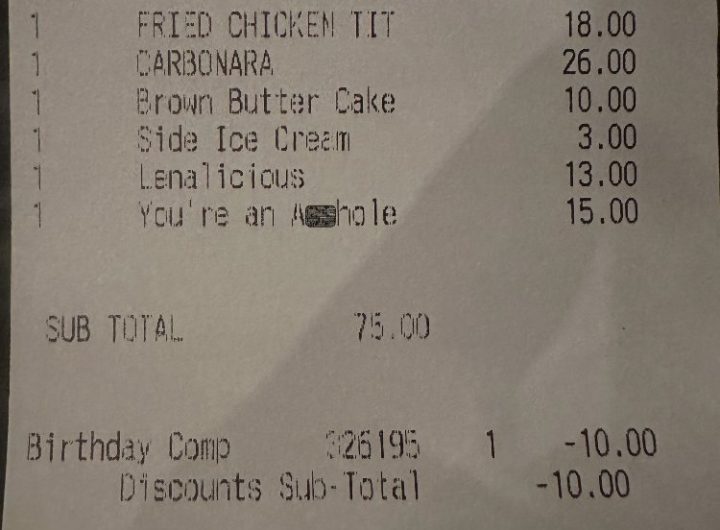 1 FRIED CHICKEN TIT 18.00
1 CARBONARA 26.00
1 Brown Butter Cake 10.00
1 Side Ice Cream 3.00
1 Lenalicious 13.00
1 You're an A hole 15.00
SUB TOTAL 75.00
Birthday Comp 326195 1 -10.00
Discounts Sub-Total -10.00